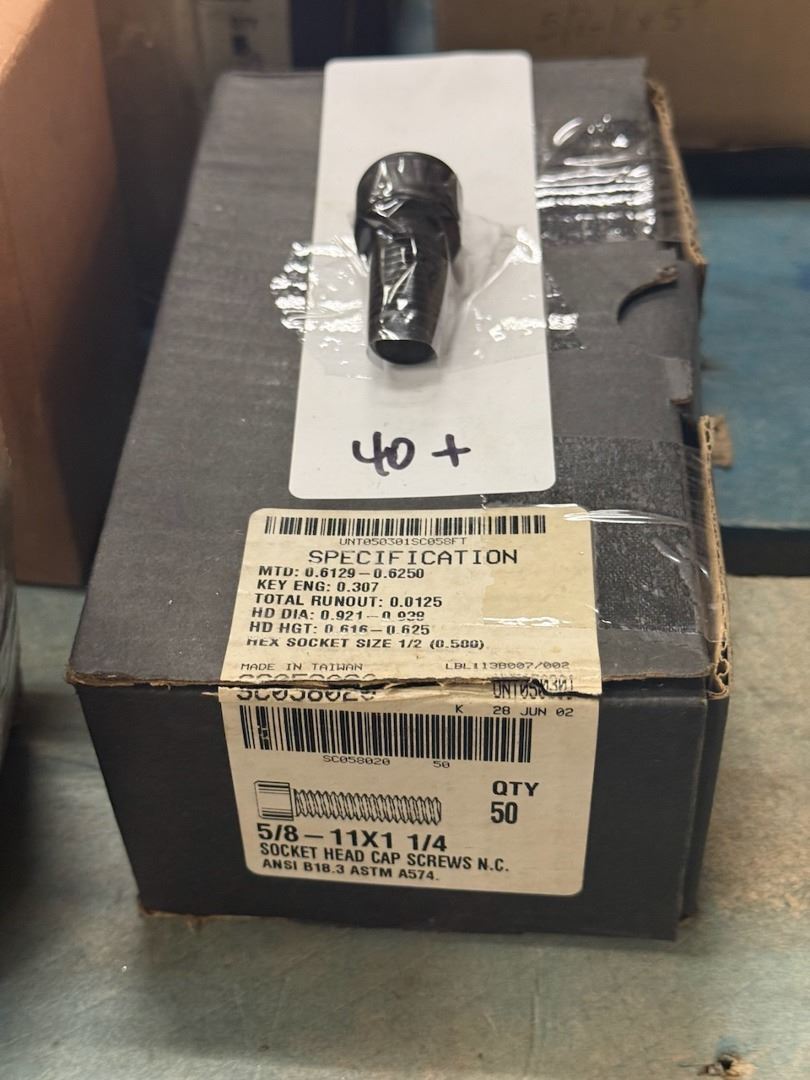 40 +
UNT050301SC058FT
SPECIFICATION
MTD: 0.6129-0.6250
KEY ENG: 0.307
TOTAL RUNOUT: 0.0125
HD DIA: 0.921-0.938
HD HGT: 0.616-0.625
HEX SOCKET SIZE 1/2 (0.500)
MADE IN TAIWAN LBL113B007/002
SC058020 UNT050301
K 28 JUN 02
SC058020 50
QTY
50
5/8-11X1 1/4
SOCKET HEAD CAP SCREWS N.C.
ANSI B18.3 ASTM A574.